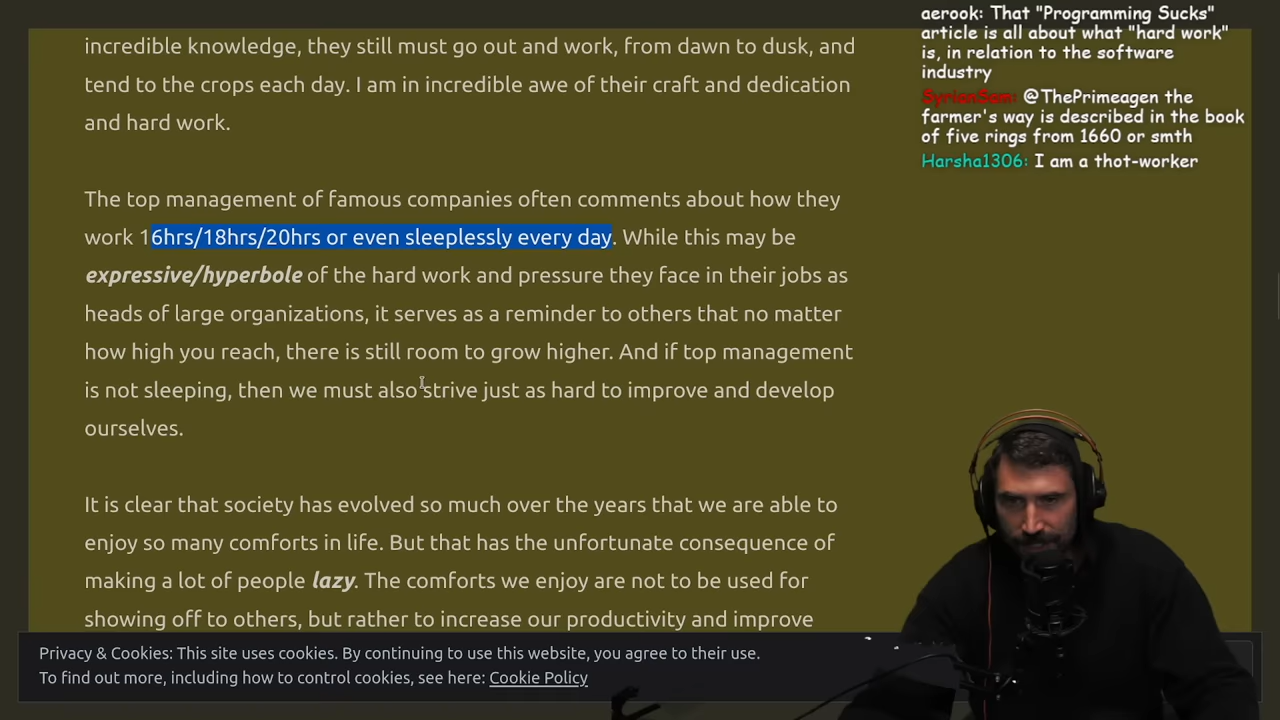 incredible knowledge, they still must go out and work, from dawn to dusk, and
tend to the crops each day. I am in incredible awe of their craft and dedication
and hard work.
The top management of famous companies often comments about how they
work 16hrs/18hrs/20hrs or even sleeplessly every day. While this may be
expressive/hyperbole of the hard work and pressure they face in their jobs as
heads of large organizations, it serves as a reminder to others that no matter
how high you reach, there is still room to grow higher. And if top management
is not sleeping, then we must also strive just as hard to improve and develop
ourselves.
It is clear that society has evolved so much over the years that we are able to
enjoy so many comforts in life. But that has the unfortunate consequence of
making a lot of people lazy. The comforts we enjoy are not to be used for
showing off to others, but rather to increase our productivity and improve
Privacy & Cookies: This site uses cookies. By continuing to use this website, you agree to their use.
To find out more, including how to control cookies, see here: Cookie Policy
aerook: That "Programming Sucks"
article is all about what "hard work"
is, in relation to the software
industry
SyrianSam: @ThePrimeagen the
farmer's way is described in the book
of five rings from 1660 or smth
Harsha1306: I am a thot-worker